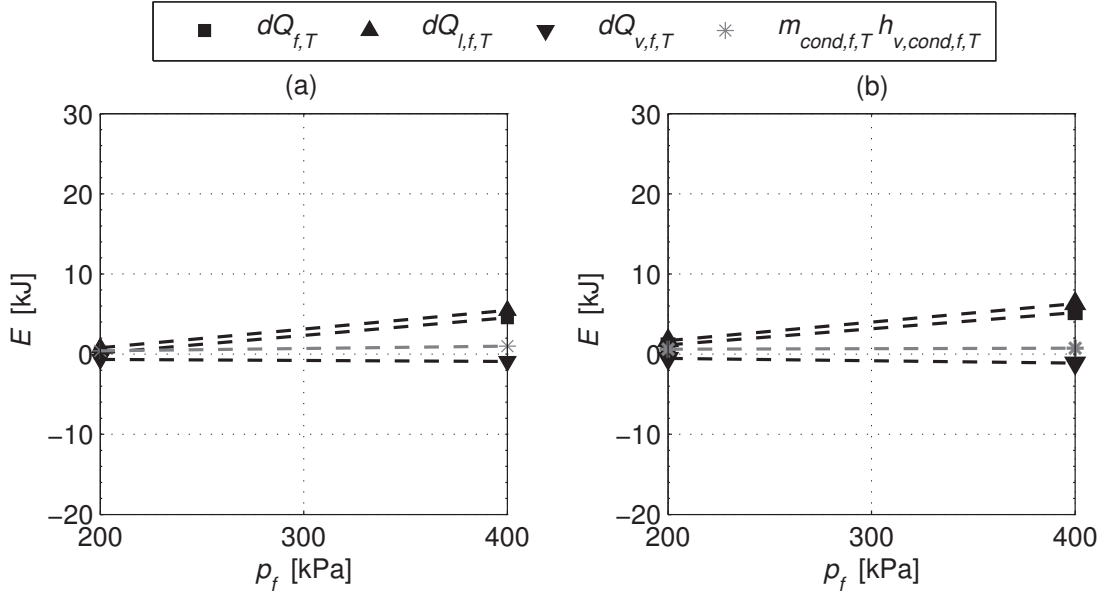 dQf,T dQl,f,T dQv,f,T mcond,f,T hv,cond,f,T
(a) (b)
30 30
20 20
10 10
0 0
−10 −10
−20 −20
E [kJ] E [kJ]
200 300 400 200 300 400
pf [kPa] pf [kPa]